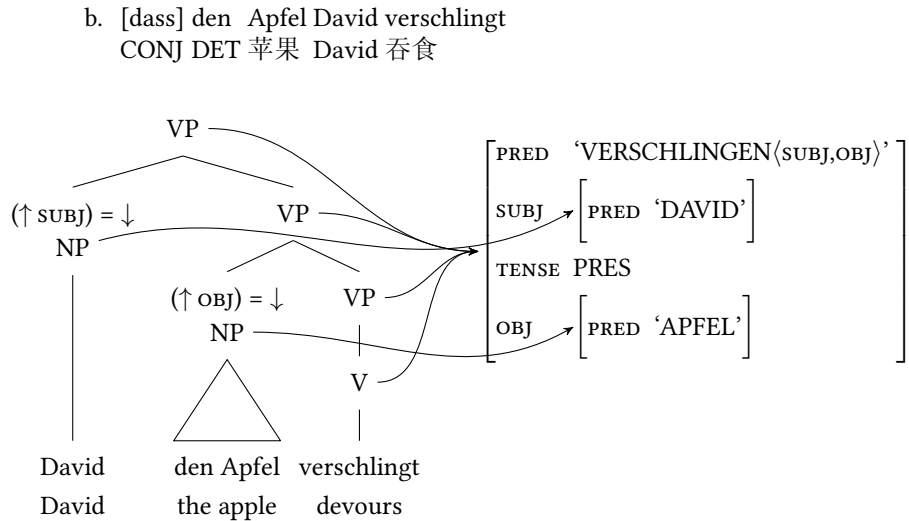 b. [dass] den Apfel David verschlingt
CONJ DET 苹果 David 吞食
VP
PRED ‘VERSCHLINGEN⟨SUBJ,OBJ⟩’
(↑ SUBJ) = ↓ VP SUBJ [PRED ‘DAVID’]
NP
TENSE PRES
(↑ OBJ) = ↓ VP
NP OBJ [PRED ‘APFEL’]
V
David den Apfel verschlingt
David the apple devours